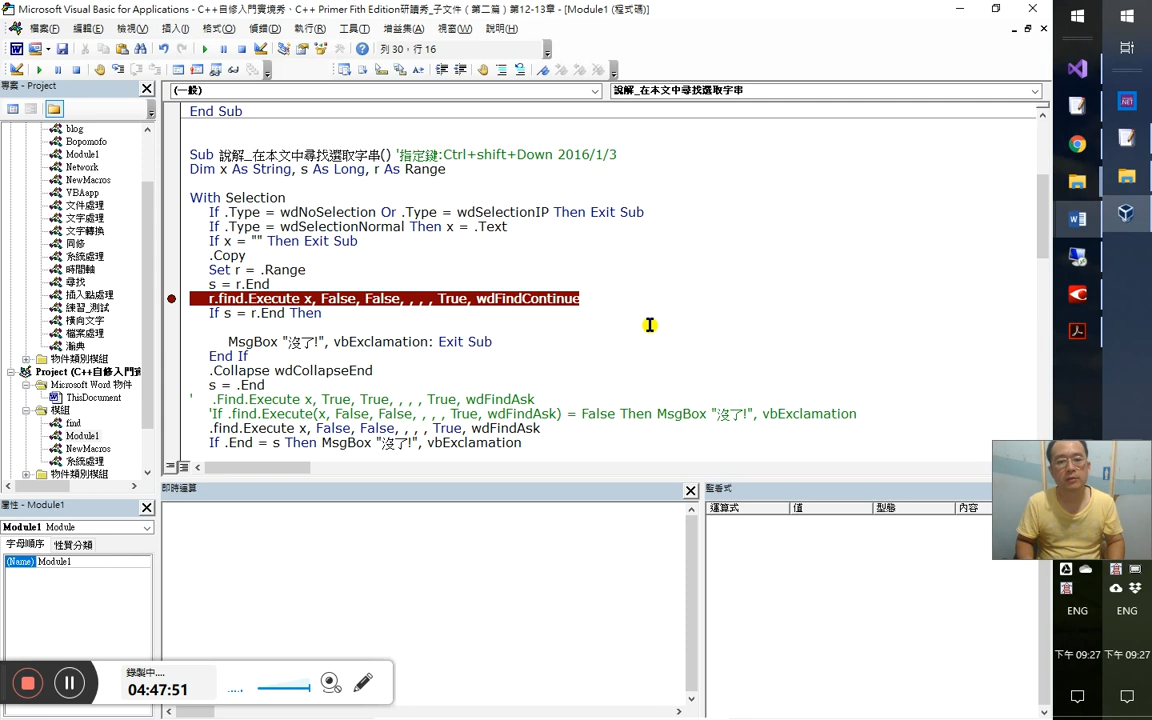 Microsoft Visual Basic for Applications - C++自修入門實境秀、C++ Primer Fith Edition研讀秀_子文件（第二篇）第12-13章 - [Module1 (程式碼)]
檔案(F) 編輯(E) 檢視(V) 插入(I) 格式(O) 偵錯(D) 執行(R) 工具(T) 增益集(A) 視窗(W) 說明(H)
列 30，行 16
專案 - Project
blog
Bopomofo
Module1
Network
NewMacros
VBAapp
文件處理
文字處理
文字轉換
同修
系統處理
時間軸
尋找
插入點處理
練習_測試
橫向文字
檔案處理
瀚典
物件類別模組
Project (C++自修入門實
Microsoft Word 物件
ThisDocument
模組
find
Module1
NewMacros
系統處理
物件類別模組
屬性 - Module1
Module1 Module
字母順序 性質分類
(Name) Module1
(一般) 說解_在本文中尋找選取字串
End Sub
Sub 說解_在本文中尋找選取字串() '指定鍵:Ctrl+shift+Down 2016/1/3
Dim x As String, s As Long, r As Range
With Selection
If .Type = wdNoSelection Or .Type = wdSelectionIP Then Exit Sub
If .Type = wdSelectionNormal Then x = .Text
If x = "" Then Exit Sub
.Copy
Set r = .Range
s = r.End
r.find.Execute x, False, False, , , , True, wdFindContinue
If s = r.End Then
MsgBox "沒了!", vbExclamation: Exit Sub
End If
.Collapse wdCollapseEnd
s = .End
' .Find.Execute x, True, True, , , , True, wdFindAsk
'If .find.Execute(x, False, False, , , , True, wdFindAsk) = False Then MsgBox "沒了!", vbExclamation
.find.Execute x, False, False, , , , True, wdFindAsk
If .End = s Then MsgBox "沒了!", vbExclamation
即時運算
監看式
運算式 值 型態 內容
錄製中....
04:47:51
ENG ENG
下午 09:27 下午 09:27